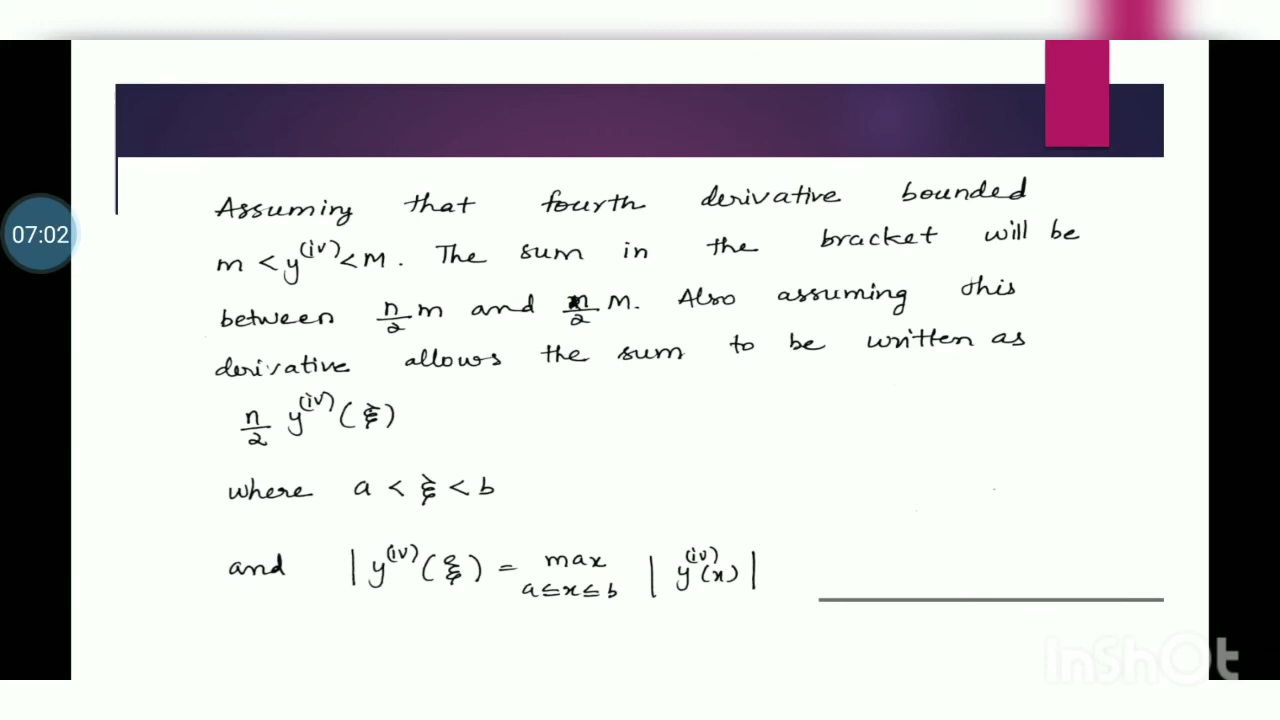 Assuming that fourth derivative bounded
m < y^(iv) < M. The sum in the bracket will be
between n/2 m and n/2 M. Also assuming this
derivative allows the sum to be written as
n/2 y^(iv) (ξ)
where a < ξ < b
and | y^(iv) (ξ) = max a≤x≤b | y^(iv)(x) |
07:02
InShOt